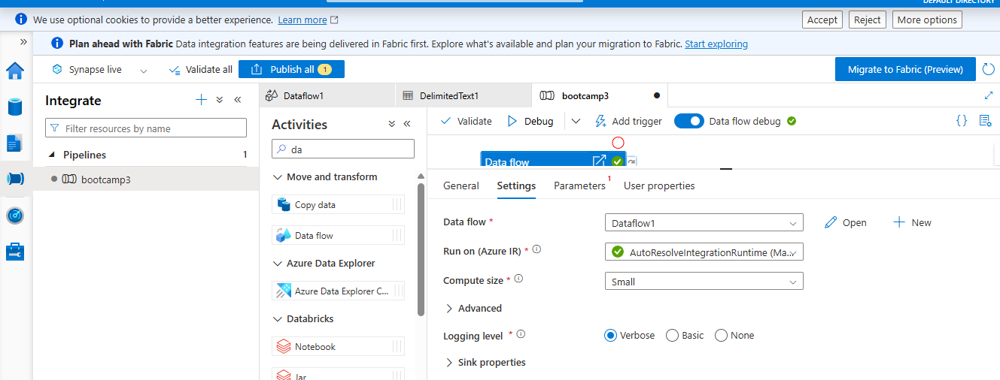 DEFAULT DIRECTORY
We use optional cookies to provide a better experience. Learn more
Accept
Reject
More options
Plan ahead with Fabric Data integration features are being delivered in Fabric first. Explore what's available and plan your migration to Fabric. Start exploring
Synapse live
Validate all
Publish all 1
Migrate to Fabric (Preview)
Integrate
Filter resources by name
Pipelines 1
bootcamp3
Dataflow1
DelimitedText1
bootcamp3
Activities
da
Move and transform
Copy data
Data flow
Azure Data Explorer
Azure Data Explorer C...
Databricks
Notebook
Jar
Validate
Debug
Add trigger
Data flow debug
{}
Data flow
General
Settings
Parameters 1
User properties
Data flow *
Dataflow1
Open
New
Run on (Azure IR) *
AutoResolveIntegrationRuntime (Ma...
Compute size *
Small
Advanced
Logging level *
Verbose
Basic
None
Sink properties